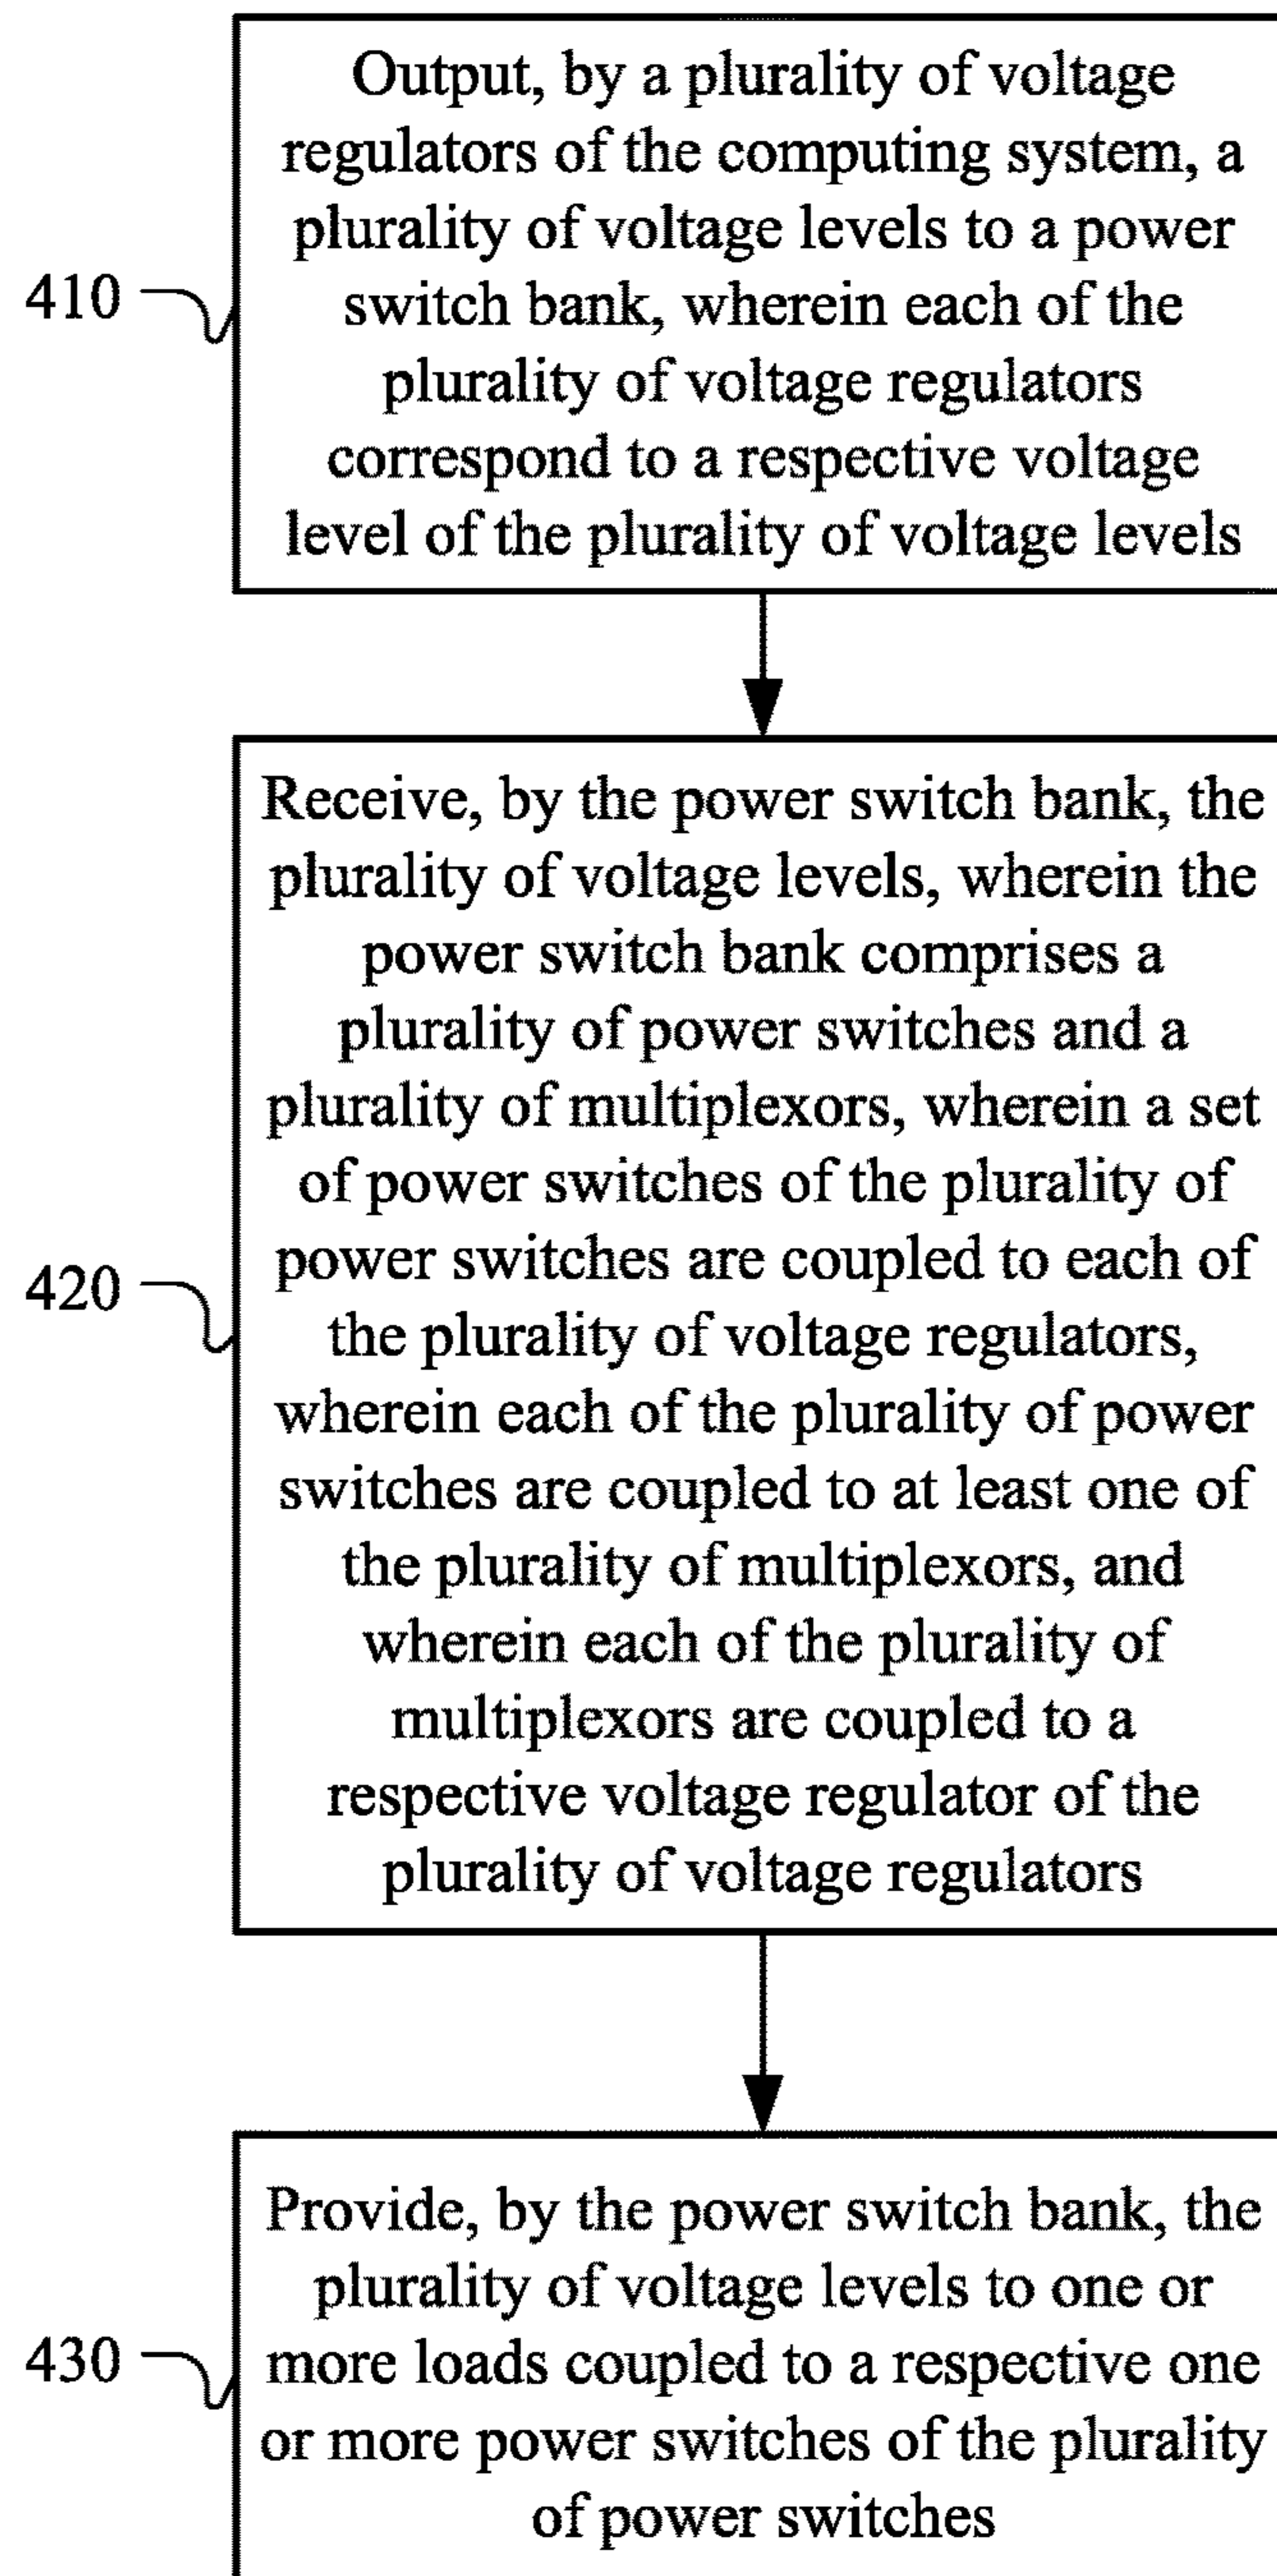 Output, by a plurality of voltage
regulators of the computing system, a
plurality of voltage levels to a power
switch bank, wherein each of the
410
plurality of voltage regulators
correspond to a respective voltage
level of the plurality of voltage levels
Receive, by the power switch bank, the
plurality of voltage levels, wherein the
power switch bank comprises a
plurality of power switches and a
plurality of multiplexors, wherein a set
of power switches of the plurality of
power switches are coupled to each of
420
the plurality of voltage regulators,
wherein each of the plurality of power
switches are coupled to at least one of
the plurality of multiplexors, and
wherein each of the plurality of
multiplexors are coupled to a
respective voltage regulator of the
plurality of voltage regulators
Provide, by the power switch bank, the
plurality of voltage levels to one or
430
more loads coupled to a respective one
or more power switches of the plurality
of power switches